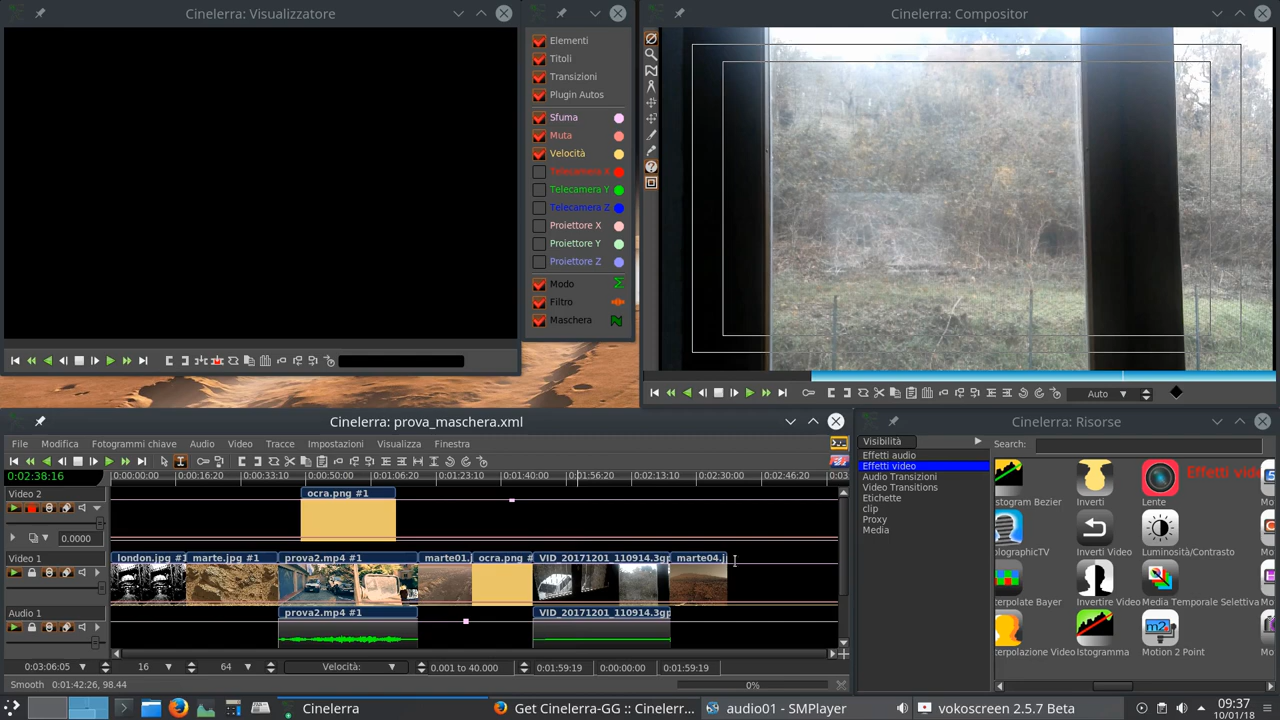 Cinelerra: Visualizzatore
Elementi
Titoli
Transizioni
Plugin Autos
Sfuma
Muta
Velocità
Telecamera X
Telecamera Y
Telecamera Z
Proiettore X
Proiettore Y
Proiettore Z
Modo
Filtro
Maschera
Cinelerra: Compositor
Auto
Cinelerra: prova_maschera.xml
File Modifica Fotogrammi chiave Audio Video Tracce Impostazioni Visualizza Finestra
0:02:38:16
0:00:00:00 0:00:16:20 0:00:33:10 0:00:50:00 0:01:06:20 0:01:23:10 0:01:40:00 0:01:56:20 0:02:13:10 0:02:30:00 0:02:46:20 0:03
Video 2
ocra.png #1
0.0000
Video 1
london.jpg #1 marte.jpg #1 prova2.mp4 #1 marte01.j ocra.png # VID_20171201_110914.3gp marte04.j
Audio 1
prova2.mp4 #1 VID_20171201_110914.3gp
0:03:06:05 16 64 Velocità: 0.001 to 40.000 0:01:59:19 0:00:00:00 0:01:59:19
Smooth 0:01:42:26, 98.44
0%
Cinelerra: Risorse
Visibilità
Effetti audio
Effetti video
Audio Transizioni
Video Transitions
Etichette
clip
Proxy
Media
Search:
Effetti vide
stogram Bezier Inverti Lente Mo
olographicTV Inverti Video Luminosità/Contrasto
terpolate Bayer Invertire Video Media Temporale Selettiva
terpolazione Video Istogramma Motion 2 Point Mo
Cinelerra
Get Cinelerra-GG :: Cinelerr...
audio01 - SMPlayer
vokoscreen 2.5.7 Beta
09:37
10/01/18